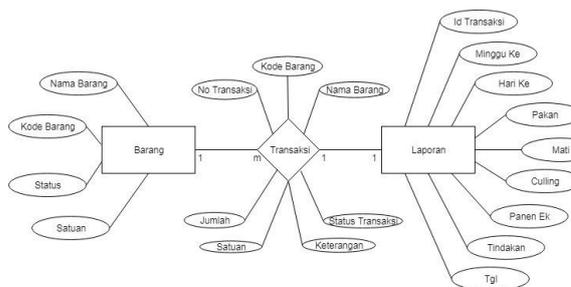 Id Transaksi
Minggu Ke
Kode Barang
Hari Ke
Nama Barang
No Transaksi
Nama Barang
Pakan
Kode Barang
Barang
1
m
Transaksi
1
1
Laporan
Mati
Status
Culling
Jumlah
Status Transaksi
Panen Ek
Satuan
Satuan
Keterangan
Tindakan
Tgl